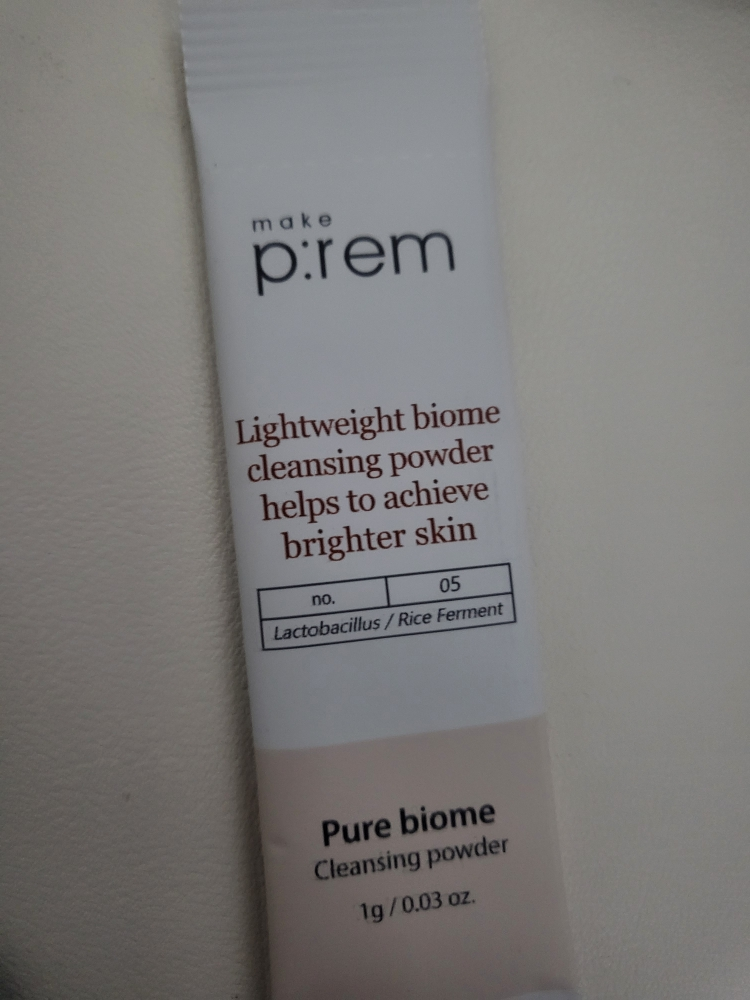 make
p:rem
Lightweight biome
cleansing powder
helps to achieve
brighter skin
no. 05
Lactobacillus / Rice Ferment
Pure biome
Cleansing powder
1g / 0.03 oz.